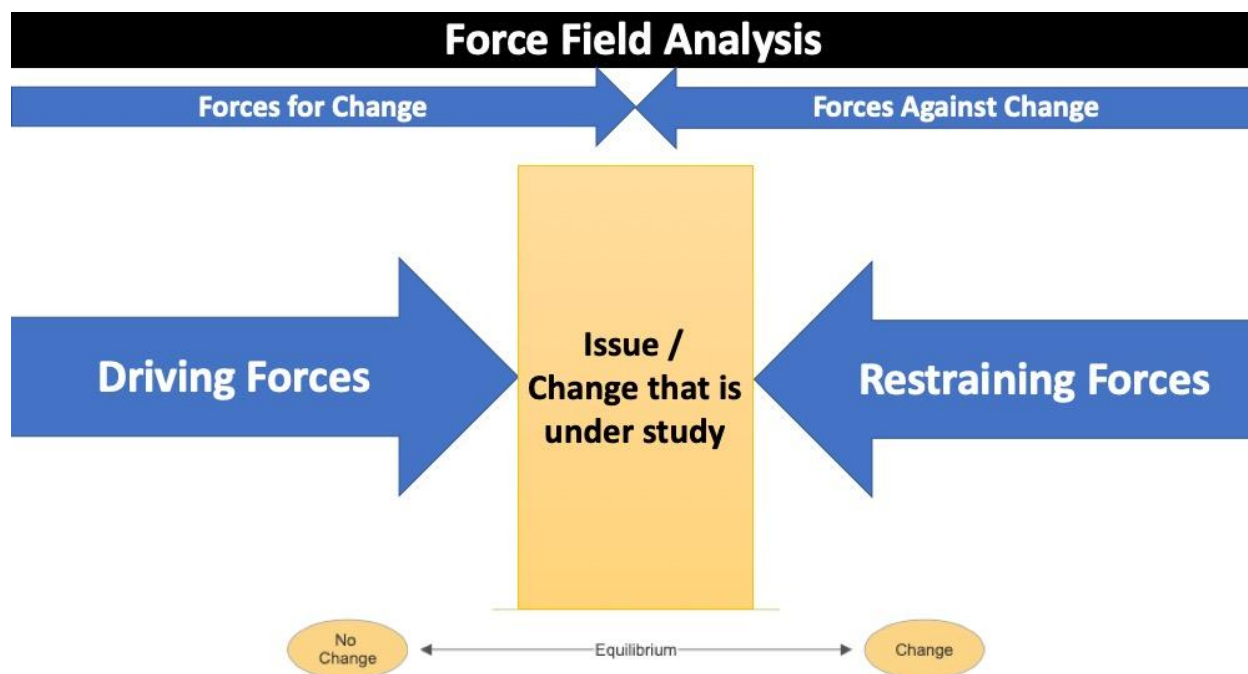 Force Field Analysis
Forces for Change
Forces Against Change
Driving Forces
Issue /
Change that is
under study
Restraining Forces
No
Change
Equilibrium
Change